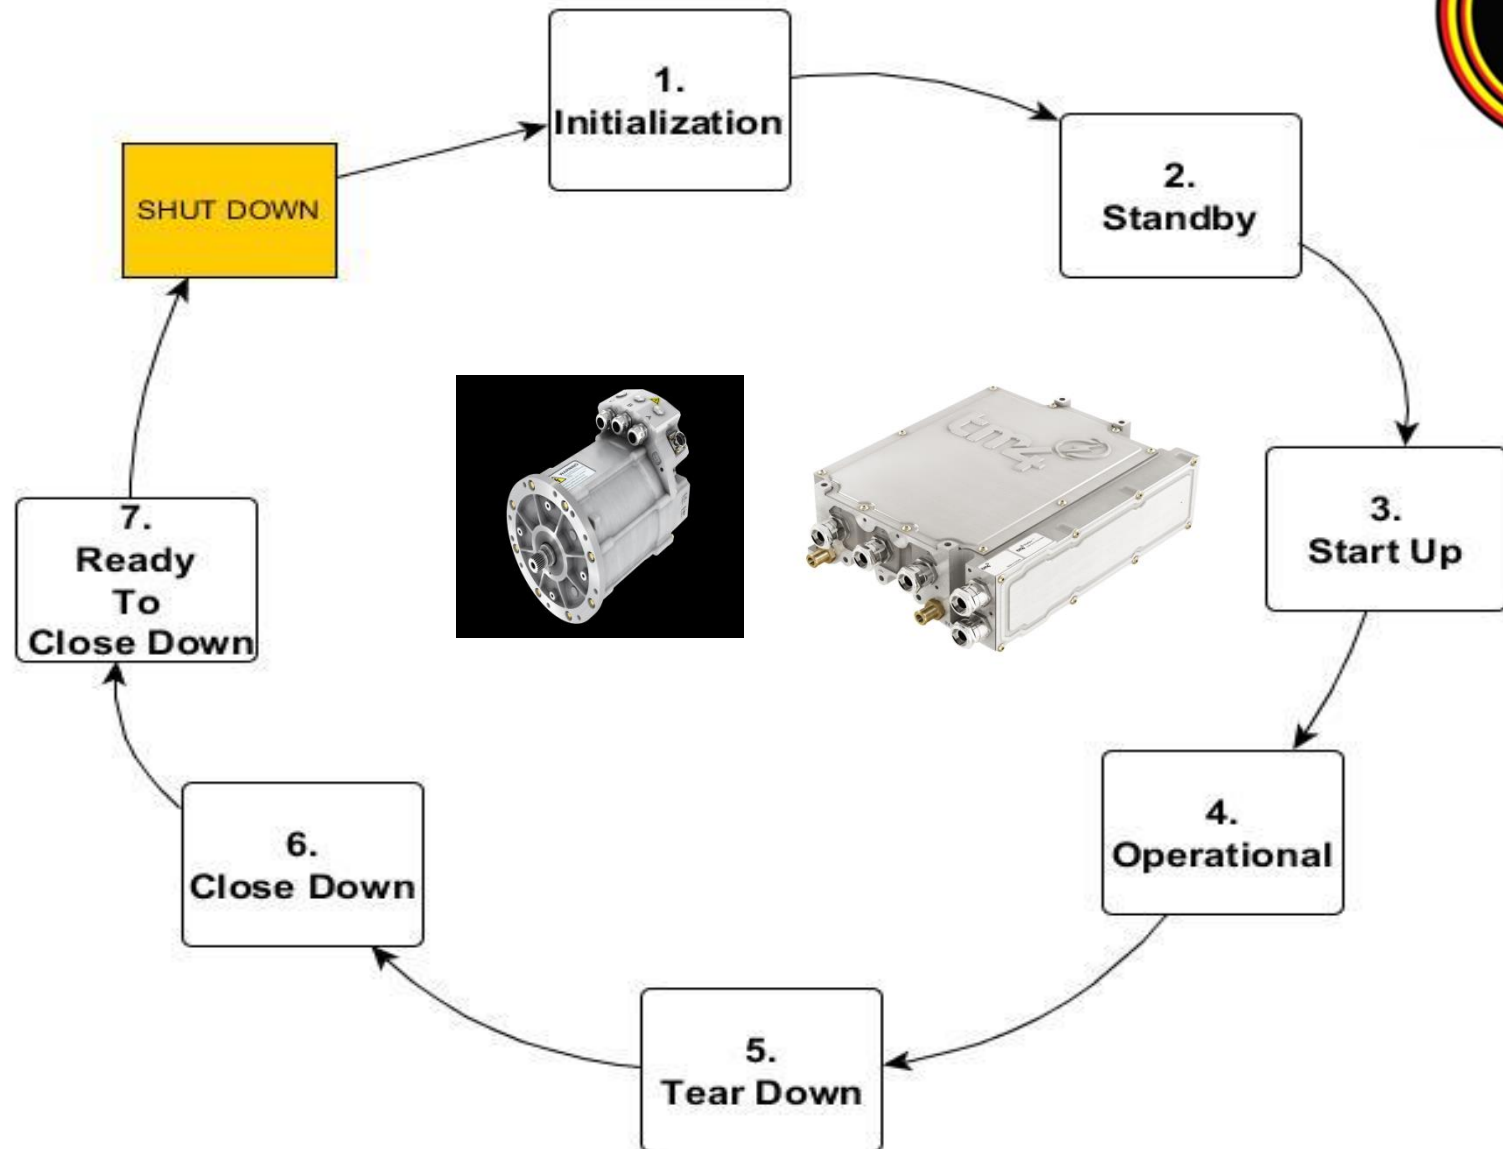 1.
Initialization
SHUT DOWN
2.
Standby
3.
Start Up
4.
Operational
5.
Tear Down
6.
Close Down
7.
Ready
To
Close Down
tm4